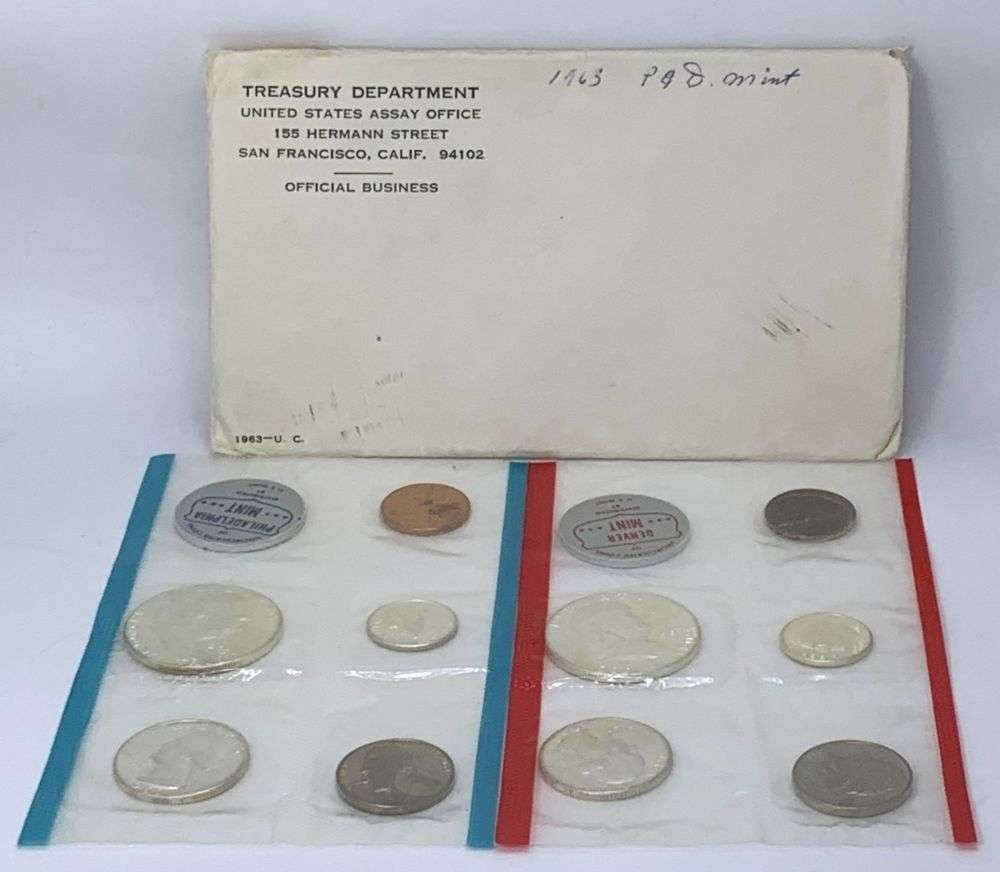 TREASURY DEPARTMENT
UNITED STATES ASSAY OFFICE
155 HERMANN STREET
SAN FRANCISCO, CALIF. 94102
OFFICIAL BUSINESS
1963 P & D. mint
1963—U. C.
PHILADELPHIA
MINT
DENVER
MINT